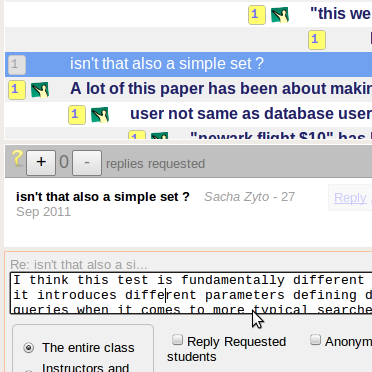 1 "this we
1
1 isn't that also a simple set ?
1 A lot of this paper has been about makin
1 user not same as database user
1 "newark flight $10" has
? + 0 - replies requested
isn't that also a simple set ? Sacha Zyto - 27 Reply
Sep 2011
Re: isn't that also a si...
I think this test is fundamentally different
it introduces different parameters defining d
queries when it comes to more typical searche
The entire class
Reply Requested Anonym
students
Instructors and